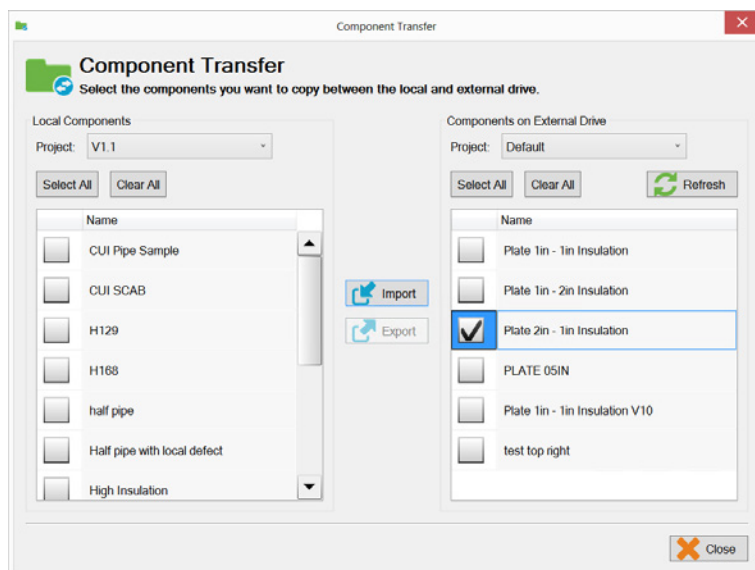 Component Transfer
Component Transfer
Select the components you want to copy between the local and external drive.
Local Components
Project: V1.1
Select All Clear All
Name
CUI Pipe Sample
CUI SCAB
H129
H168
half pipe
Half pipe with local defect
High Insulation
Import
Export
Components on External Drive
Project: Default
Select All Clear All Refresh
Name
Plate 1in - 1in Insulation
Plate 1in - 2in Insulation
Plate 2in - 1in Insulation
PLATE 05IN
Plate 1in - 1in Insulation V10
test top right
Close